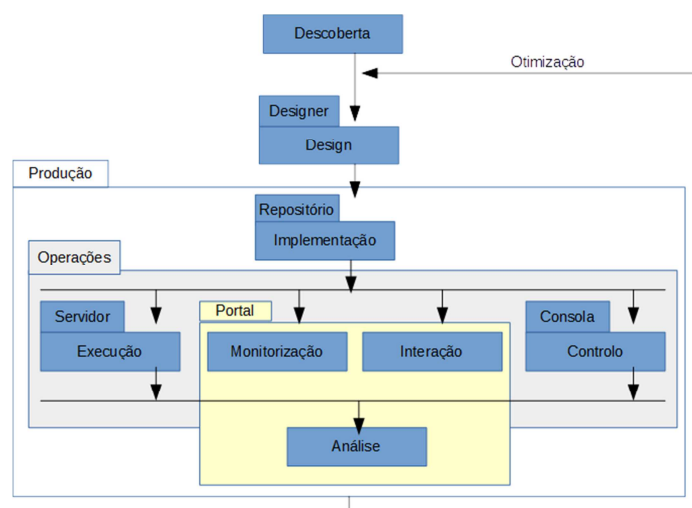 Descoberta
Otimização
Designer
Design
Produção
Repositório
Implementação
Operações
Servidor
Portal
Consola
Execução
Monitorização
Interação
Controlo
Análise